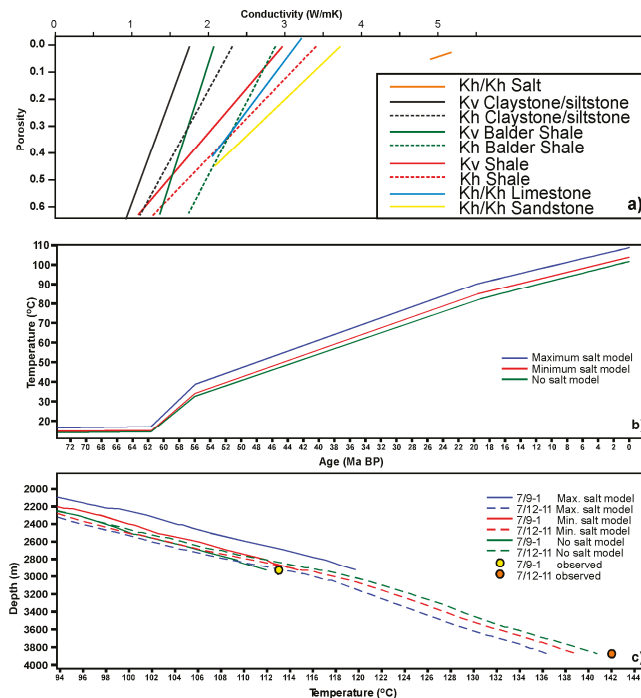 Conductivity (W/mK)
0 1 2 3 4 5
Porosity
0.0
0.1
0.2
0.3
0.4
0.5
0.6
Kh/Kh Salt
Kv Claystone/siltstone
Kh Claystone/siltstone
Kv Balder Shale
Kh Balder Shale
Kv Shale
Kh Shale
Kh/Kh Limestone
Kh/Kh Sandstone
a)
Temperature (°C)
110
100
90
80
70
60
50
40
30
20
Maximum salt model
Minimum salt model
No salt model
b)
72 70 68 66 64 62 60 58 56 54 52 50 48 46 44 42 40 38 36 34 32 30 28 26 24 22 20 18 16 14 12 10 8 6 4 2 0
Age (Ma BP)
Depth (m)
2000
2200
2400
2600
2800
3000
3200
3400
3600
3800
4000
7/9-1 Max. salt model
7/12-11 Max. salt model
7/9-1 Min. salt model
7/12-11 Min. salt model
7/9-1 No salt model
7/12-11 No salt model
7/9-1 observed
7/12-11 observed
c)
94 96 98 100 102 104 106 108 110 112 114 116 118 120 122 124 126 128 130 132 134 136 138 140 142 144
Temperature (°C)